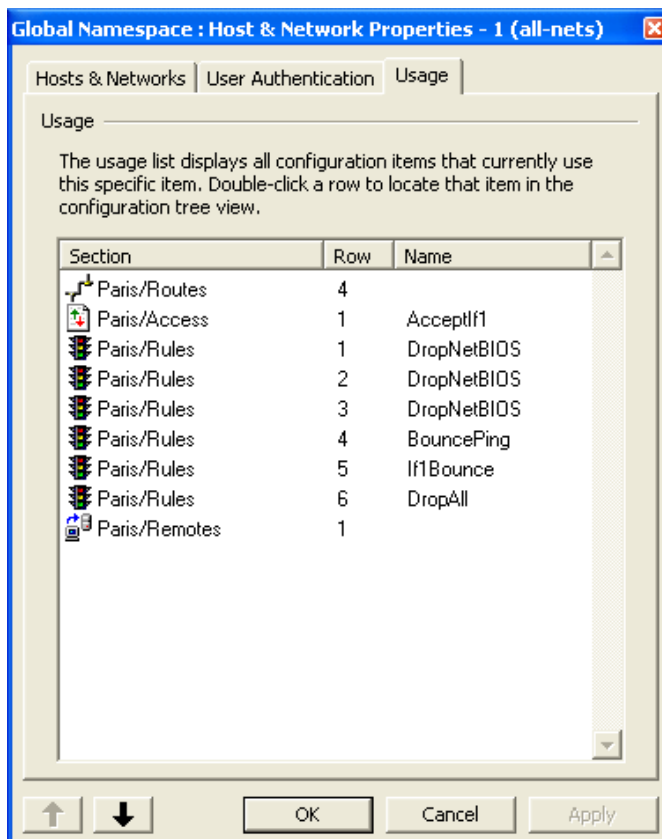 Global Namespace : Host & Network Properties - 1 (all-nets)
Hosts & Networks User Authentication Usage
Usage
The usage list displays all configuration items that currently use
this specific item. Double-click a row to locate that item in the
configuration tree view.
Section Row Name
Paris/Routes 4
Paris/Access 1 AcceptIf1
Paris/Rules 1 DropNetBIOS
Paris/Rules 2 DropNetBIOS
Paris/Rules 3 DropNetBIOS
Paris/Rules 4 BouncePing
Paris/Rules 5 If1Bounce
Paris/Rules 6 DropAll
Paris/Remotes 1
OK Cancel Apply